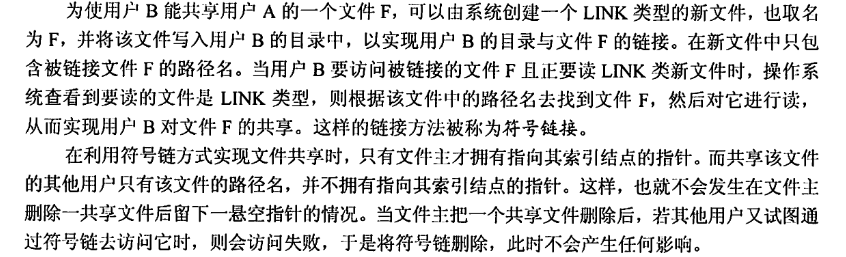 为使用户 B 能共享用户 A 的一个文件 F，可以由系统创建一个 LINK 类型的新文件，也取名
为 F，并将该文件写入用户 B 的目录中，以实现用户 B 的目录与文件 F 的链接。在新文件中只包
含被链接文件 F 的路径名。当用户 B 要访问被链接的文件 F 且正要读 LINK 类新文件时，操作系
统查看到要读的文件是 LINK 类型，则根据该文件中的路径名去找到文件 F，然后对它进行读，
从而实现用户 B 对文件 F 的共享。这样的链接方法被称为符号链接。
在利用符号链方式实现文件共享时，只有文件主才拥有指向其索引结点的指针。而共享该文件
的其他用户只有该文件的路径名，并不拥有指向其索引结点的指针。这样，也就不会发生在文件主
删除一共享文件后留下一悬空指针的情况。当文件主把一个共享文件删除后，若其他用户又试图通
过符号链去访问它时，则会访问失败，于是将符号链删除，此时不会产生任何影响。